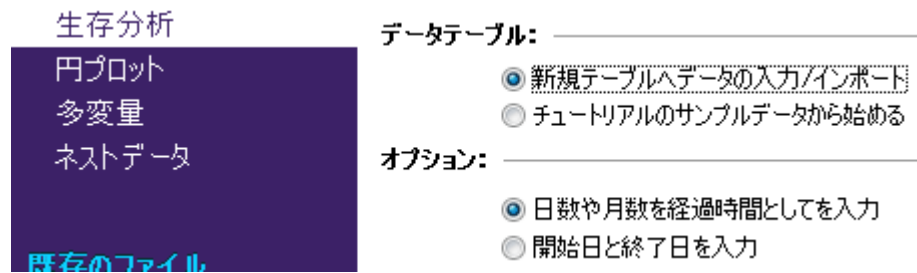 生存分析
円プロット
多変量
ネストデータ
既存のファイル
データテーブル:
新規テーブルへデータの入力/インポート
チュートリアルのサンプルデータから始める
オプション:
日数や月数を経過時間としてを入力
開始日と終了日を入力